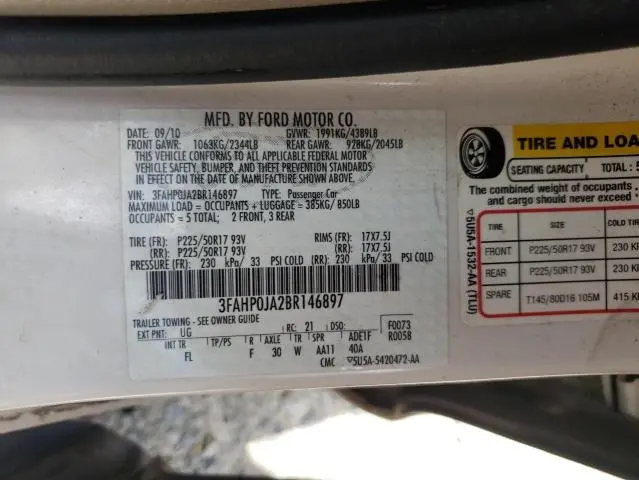 MFD. BY FORD MOTOR CO.
DATE: 09/10 GVWR: 1991KG/4389LB
FRONT GAWR: 1063KG/2344LB REAR GAWR: 928KG/2045LB
THIS VEHICLE CONFORMS TO ALL APPLICABLE FEDERAL MOTOR
VEHICLE SAFETY, BUMPER, AND THEFT PREVENTION STANDARDS
IN EFFECT ON THE DATE OF MANUFACTURE SHOWN ABOVE.
VIN: 3FAHP0JA2BR146897 TYPE: Passenger Car
MAXIMUM LOAD = OCCUPANTS + LUGGAGE = 385KG/850LB
OCCUPANTS = 5 TOTAL; 2 FRONT, 3 REAR
TIRE (FR): P225/50R17 93V RIMS (FR): 17X7.5J
(RR): P225/50R17 93V (RR): 17X7.5J
PRESSURE (FR): 230 kPa/ 33 PSI COLD (RR): 230 kPa/ 33 PSI COLD
3FAHP0JA2BR146897
TRAILER TOWING - SEE OWNER GUIDE
EXT PNT: UG RC: 21 DSO: F0073
R0058
INT TR TP/PS R AXLE TR SPR ADE1F
FL F 30 W AA11 40A
CMC ▽5U5A-5420472-AA
▽5U5A-1532-AA (TLU)
TIRE AND LOA
SEATING CAPACITY TOTAL : 5
The combined weight of occupants
and cargo should never exceed
TIRE SIZE COLD TIR
FRONT P225/50R17 93V 230 KP
REAR P225/50R17 93V 230 KP
SPARE T145/80D16 105M 415 KP